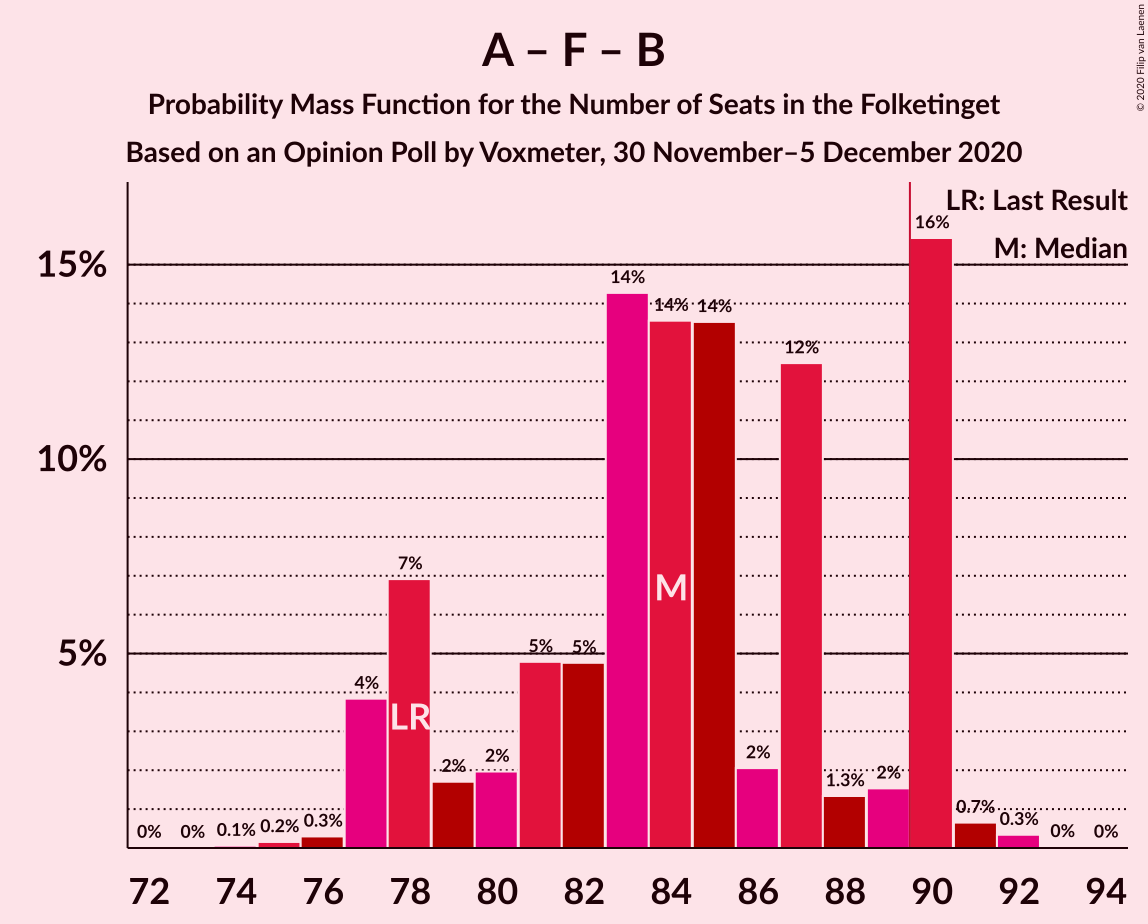 A – F – B
Probability Mass Function for the Number of Seats in the Folketinget
Based on an Opinion Poll by Voxmeter, 30 November–5 December 2020
© 2020 Filip van Laenen
LR: Last Result
M: Median
15%
10%
5%
0%
0%
0.1%
0.2%
0.3%
4%
7%
2%
2%
5%
5%
14%
14%
14%
2%
12%
1.3%
2%
16%
0.7%
0.3%
0%
0%
LR
M
72 74 76 78 80 82 84 86 88 90 92 94